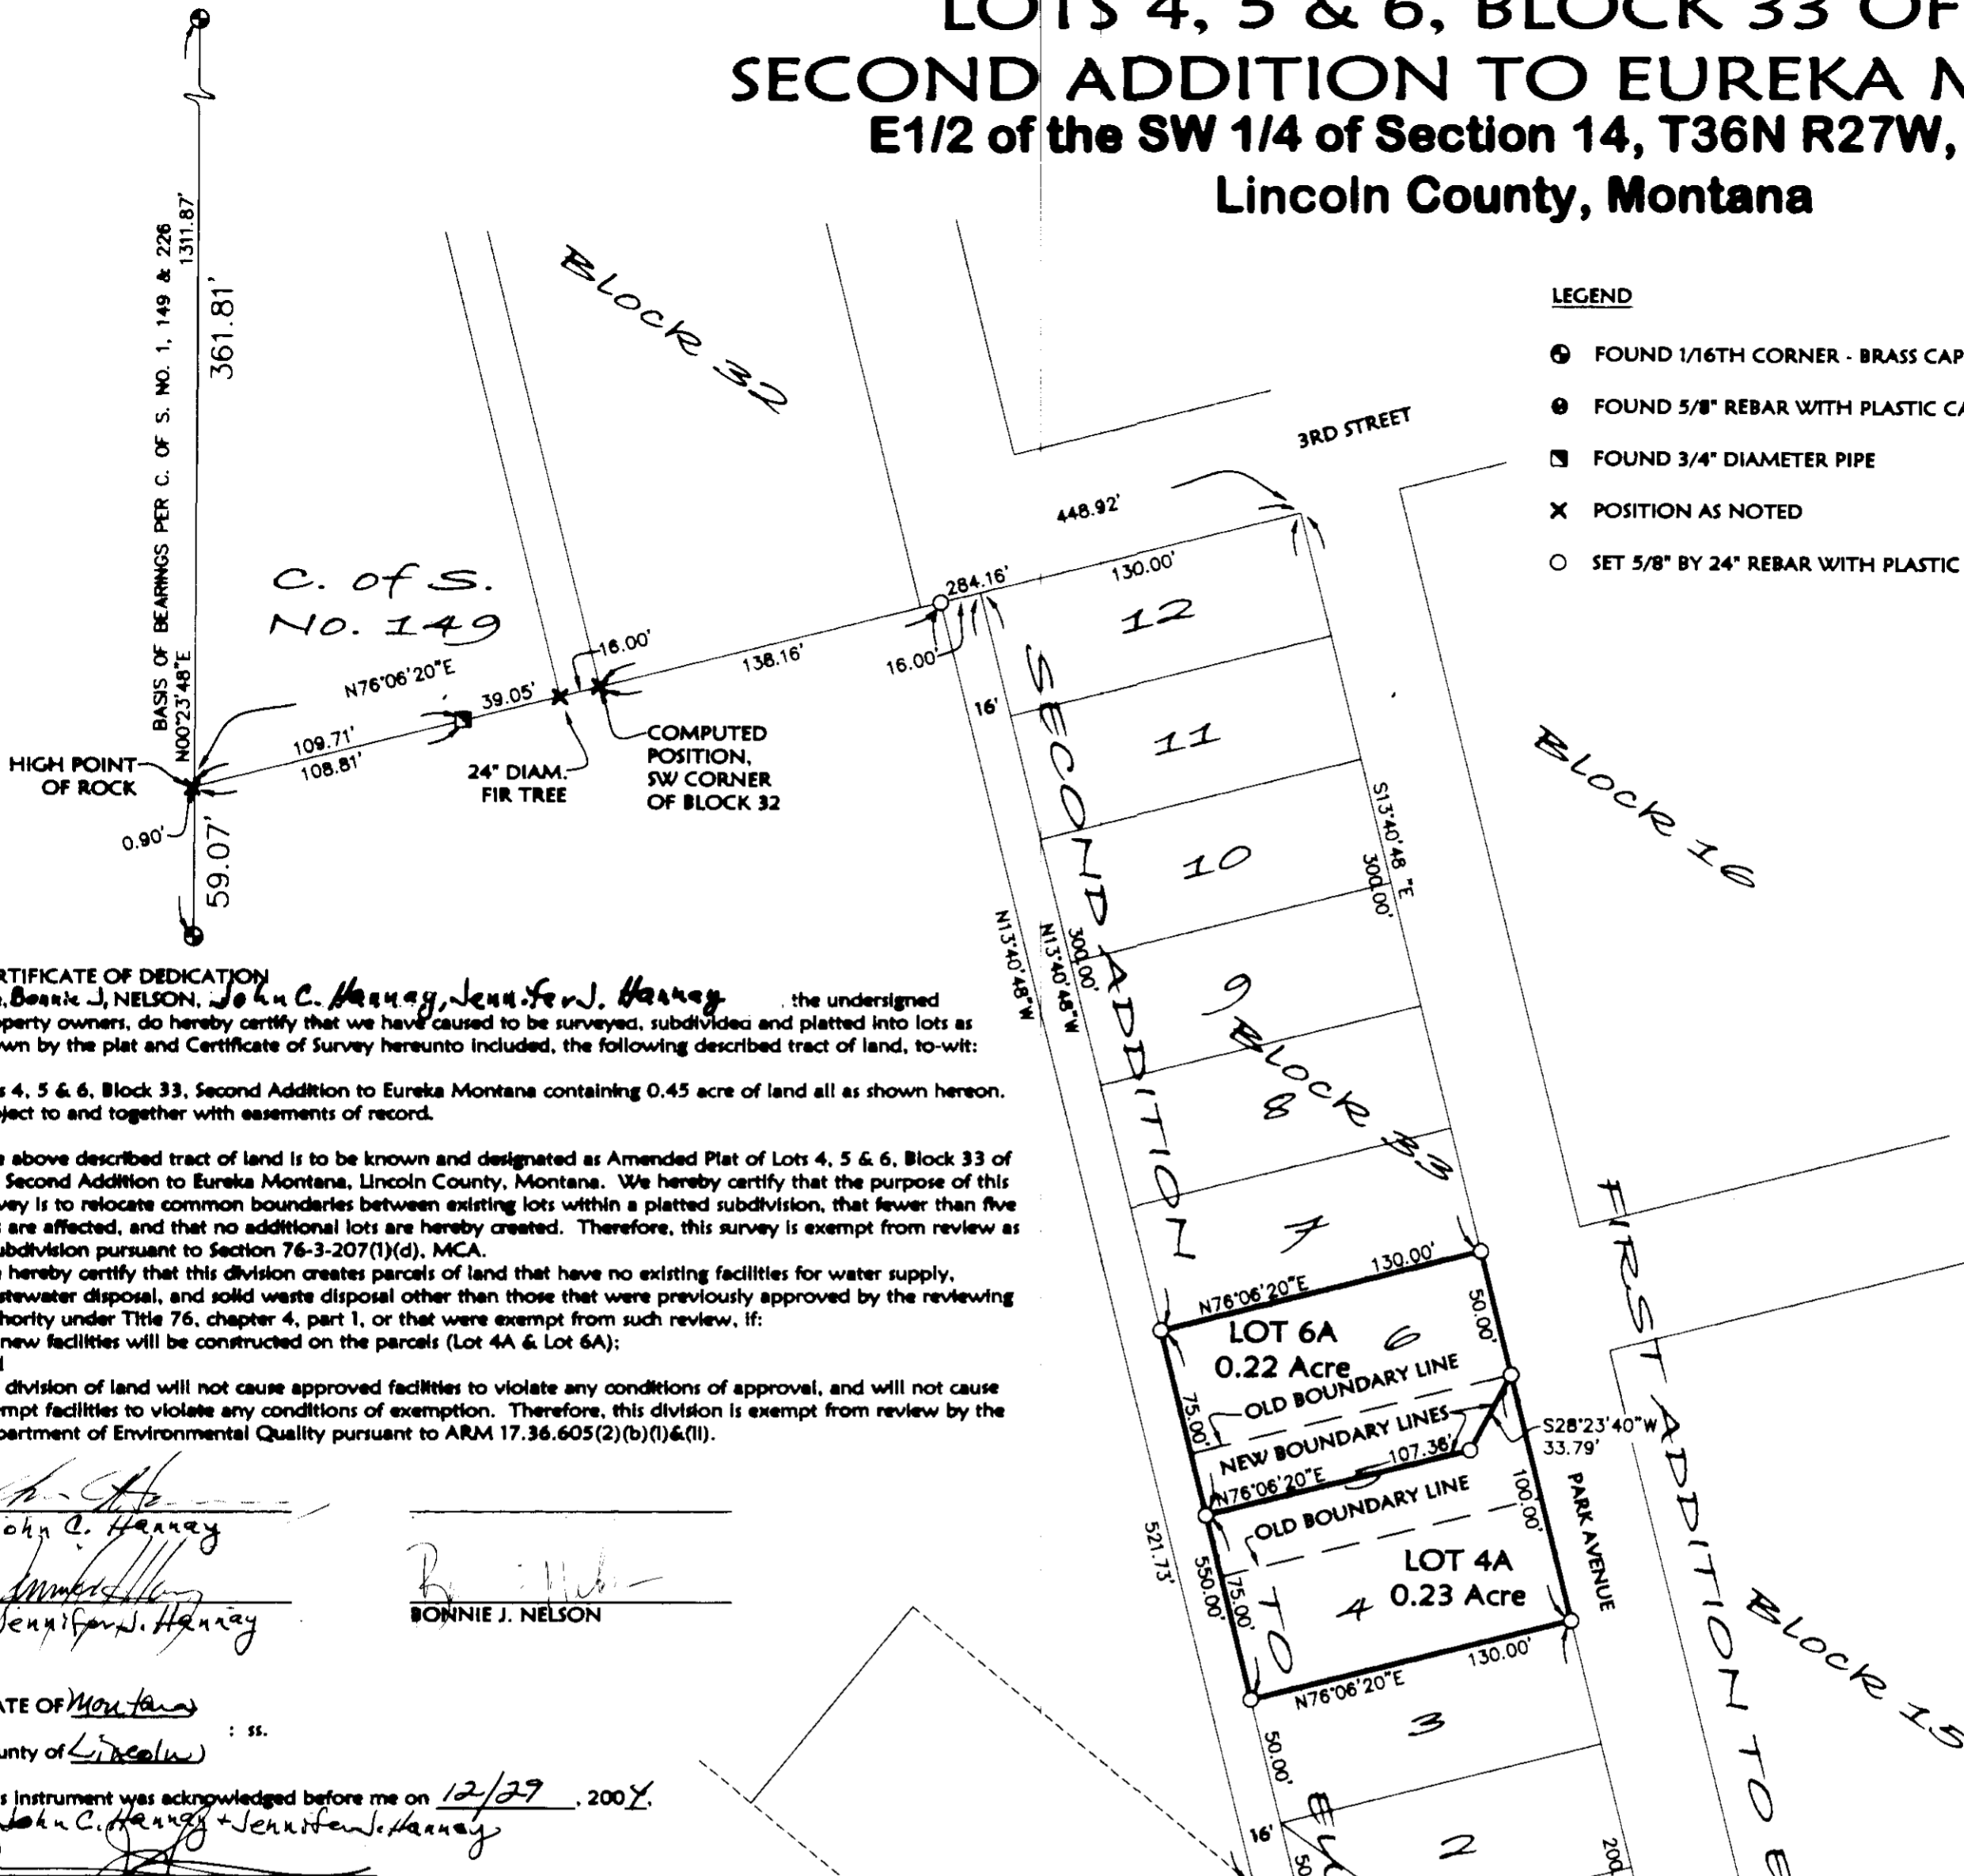 LOTS 4, 5 & 6, BLOCK 33 OF
SECOND ADDITION TO EUREKA
E1/2 of the SW 1/4 of Section 14, T36N R27W,
Lincoln County, Montana
LEGEND
FOUND 1/16TH CORNER - BRASS CAP
FOUND 5/8" REBAR WITH PLASTIC
FOUND 3/4" DIAMETER PIPE
POSITION AS NOTED
SET 5/8" BY 24" REBAR WITH PLASTIC
BASIS OF BEARINGS PER C. OF S. NO. 1, 149 & 226
N00°23'48"E
1311.87'
361.81'
Block 32
3RD STREET
448.92'
C. of S.
No. 149
N76°06'20"E
109.71'
108.81'
39.05'
16.00'
138.16'
284.16'
16.00'
130.00'
HIGH POINT
OF ROCK
0.90'
59.07'
24" DIAM.
FIR TREE
COMPUTED
POSITION,
SW CORNER
OF BLOCK 32
12
16'
11
10
9
8
7
SECOND ADDITION TO
S13°40'48"E
300.00'
N13°40'48"W
N13°40'48"W
300.00'
Block 16
Block 33
FIRST ADDITION TO E
130.00'
N76°06'20"E
LOT 6A
0.22 Acre
6
50.00'
75.00'
OLD BOUNDARY LINE
NEW BOUNDARY LINES
S28°23'40"W
33.79'
N76°06'20"E
107.36'
5
OLD BOUNDARY LINE
100.00'
PARK AVENUE
521.73'
550.00'
75.00'
LOT 4A
0.23 Acre
4
130.00'
N76°06'20"E
3
50.00'
Block 15
16'
2
CERTIFICATE OF DEDICATION
Bonnie J, NELSON, John C. Hannay, Jennifer J. Hannay the undersigned
operty owners, do hereby certify that we have caused to be surveyed, subdivided and platted into lots as
wn by the plat and Certificate of Survey hereunto included, the following described tract of land, to-wit:
s 4, 5 & 6, Block 33, Second Addition to Eureka Montana containing 0.45 acre of land all as shown hereon.
ject to and together with easements of record.
above described tract of land is to be known and designated as Amended Plat of Lots 4, 5 & 6, Block 33 of
Second Addition to Eureka Montana, Lincoln County, Montana. We hereby certify that the purpose of this
vey is to relocate common boundaries between existing lots within a platted subdivision, that fewer than five
are affected, and that no additional lots are hereby created. Therefore, this survey is exempt from review as
ubdivision pursuant to Section 76-3-207(1)(d), MCA.
hereby certify that this division creates parcels of land that have no existing facilities for water supply,
stewater disposal, and solid waste disposal other than those that were previously approved by the reviewing
hority under Title 76, chapter 4, part 1, or that were exempt from such review, if:
new facilities will be constructed on the parcels (Lot 4A & Lot 6A);
division of land will not cause approved facilities to violate any conditions of approval, and will not cause
mpt facilities to violate any conditions of exemption. Therefore, this division is exempt from review by the
partment of Environmental Quality pursuant to ARM 17.36.605(2)(b)(i)&(ii).
John C. Hannay
Jennifer J. Hannay
BONNIE J. NELSON
ATE OF Montana
: ss.
unty of Lincoln
s instrument was acknowledged before me on 12/29, 2004.
John C. Hannay + Jennifer J. Hannay